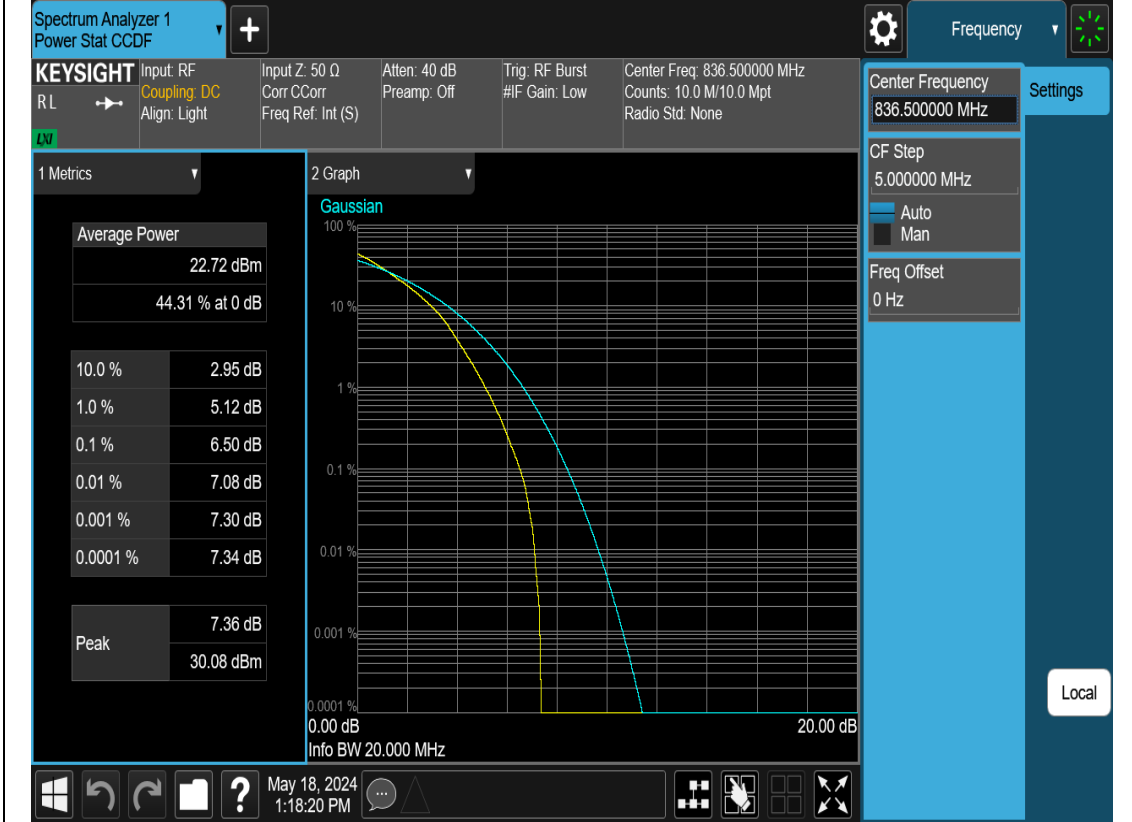 Spectrum Analyzer 1
Power Stat CCDF
Frequency
KEYSIGHT
RL
LXI
Input: RF
Coupling: DC
Align: Light
Input Z: 50 Ω
Corr CCorr
Freq Ref: Int (S)
Atten: 40 dB
Preamp: Off
Trig: RF Burst
#IF Gain: Low
Center Freq: 836.500000 MHz
Counts: 10.0 M/10.0 Mpt
Radio Std: None
Center Frequency
836.500000 MHz
Settings
CF Step
5.000000 MHz
Auto
Man
Freq Offset
0 Hz
Local
1 Metrics
Average Power
22.72 dBm
44.31 % at 0 dB
10.0 % 2.95 dB
1.0 % 5.12 dB
0.1 % 6.50 dB
0.01 % 7.08 dB
0.001 % 7.30 dB
0.0001 % 7.34 dB
Peak
7.36 dB
30.08 dBm
2 Graph
Gaussian
100 %
10 %
1 %
0.1 %
0.01 %
0.001 %
0.0001 %
0.00 dB 20.00 dB
Info BW 20.000 MHz
?
May 18, 2024
1:18:20 PM